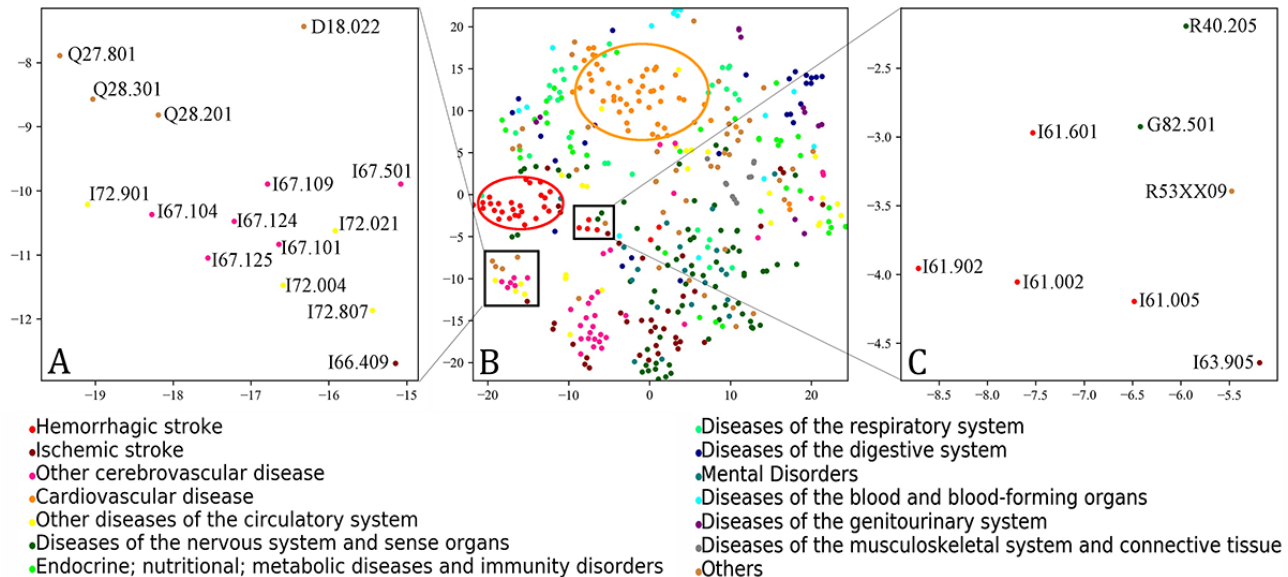 D18.022
Q27.801
Q28.301
Q28.201
I67.109
I67.501
I72.901
I67.104
I67.124
I72.021
I67.101
I67.125
I72.004
I72.807
I66.409
A
−8
−9
−10
−11
−12
−19
−18
−17
−16
−15
B
20
15
10
5
0
−5
−10
−15
−20
−20
−10
0
10
20
R40.205
I61.601
G82.501
R53XX09
I61.902
I61.002
I61.005
I63.905
C
−2.5
−3.0
−3.5
−4.0
−4.5
−8.5
−8.0
−7.5
−7.0
−6.5
−6.0
−5.5
Hemorrhagic stroke
Ischemic stroke
Other cerebrovascular disease
Cardiovascular disease
Other diseases of the circulatory system
Diseases of the nervous system and sense organs
Endocrine; nutritional; metabolic diseases and immunity disorders
Diseases of the respiratory system
Diseases of the digestive system
Mental Disorders
Diseases of the blood and blood-forming organs
Diseases of the genitourinary system
Diseases of the musculoskeletal system and connective tissue
Others